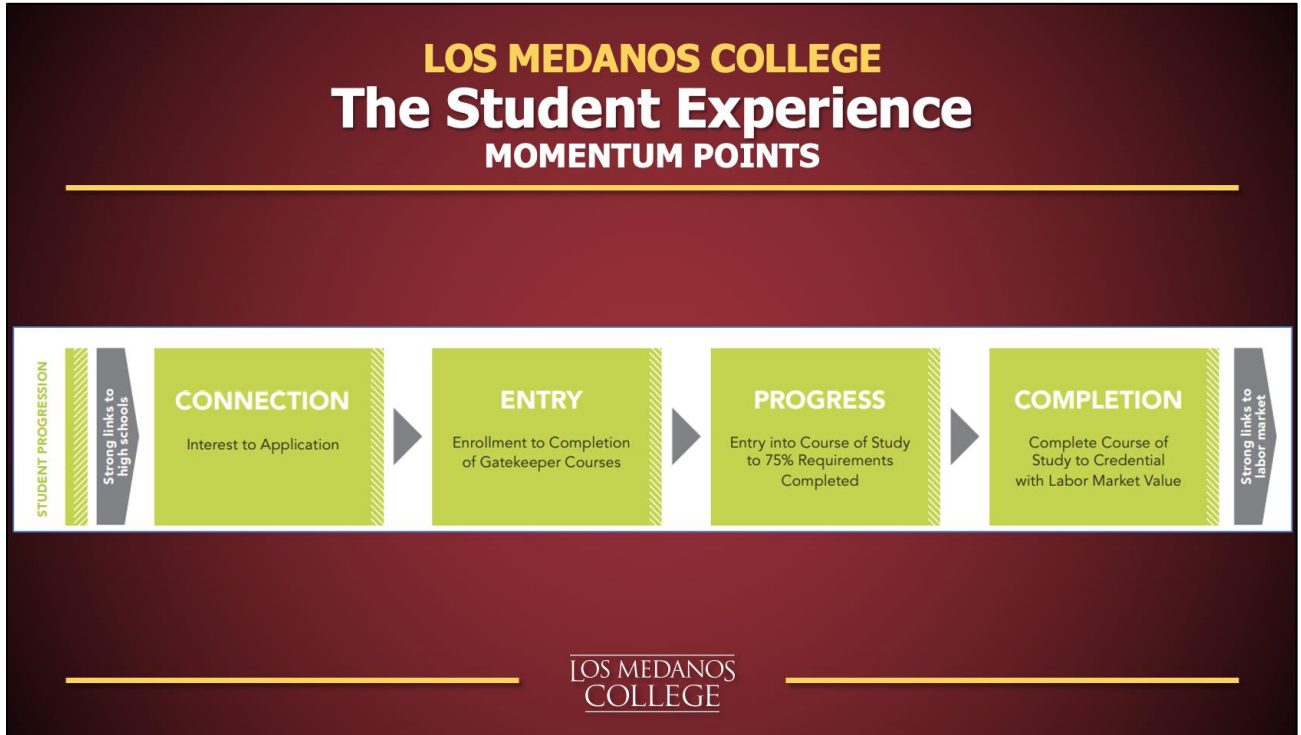 LOS MEDANOS COLLEGE
The Student Experience
MOMENTUM POINTS
STUDENT PROGRESSION
Strong links to
high schools
CONNECTION
Interest to Application
ENTRY
Enrollment to Completion
of Gatekeeper Courses
PROGRESS
Entry into Course of Study
to 75% Requirements
Completed
COMPLETION
Complete Course of
Study to Credential
with Labor Market Value
Strong links to
labor market
LOS MEDANOS
COLLEGE